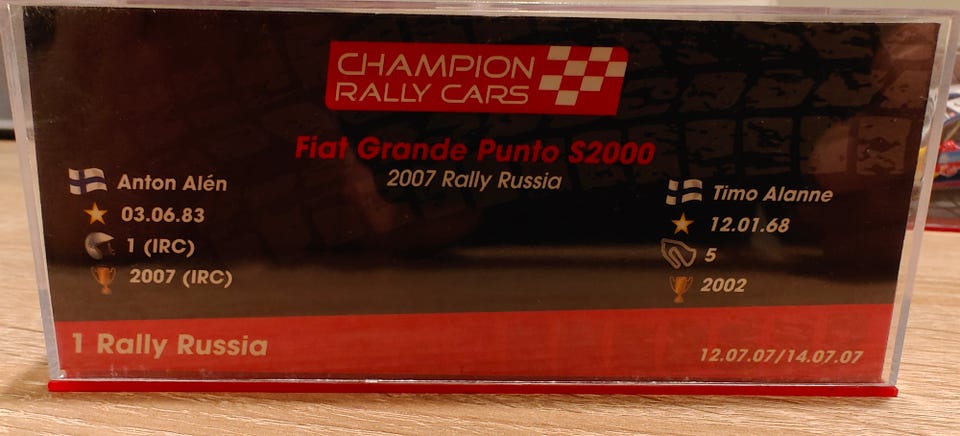 CHAMPION
RALLY CARS
Fiat Grande Punto S2000
2007 Rally Russia
Anton Alén
03.06.83
1 (IRC)
2007 (IRC)
Timo Alanne
12.01.68
5
2002
1 Rally Russia
12.07.07/14.07.07